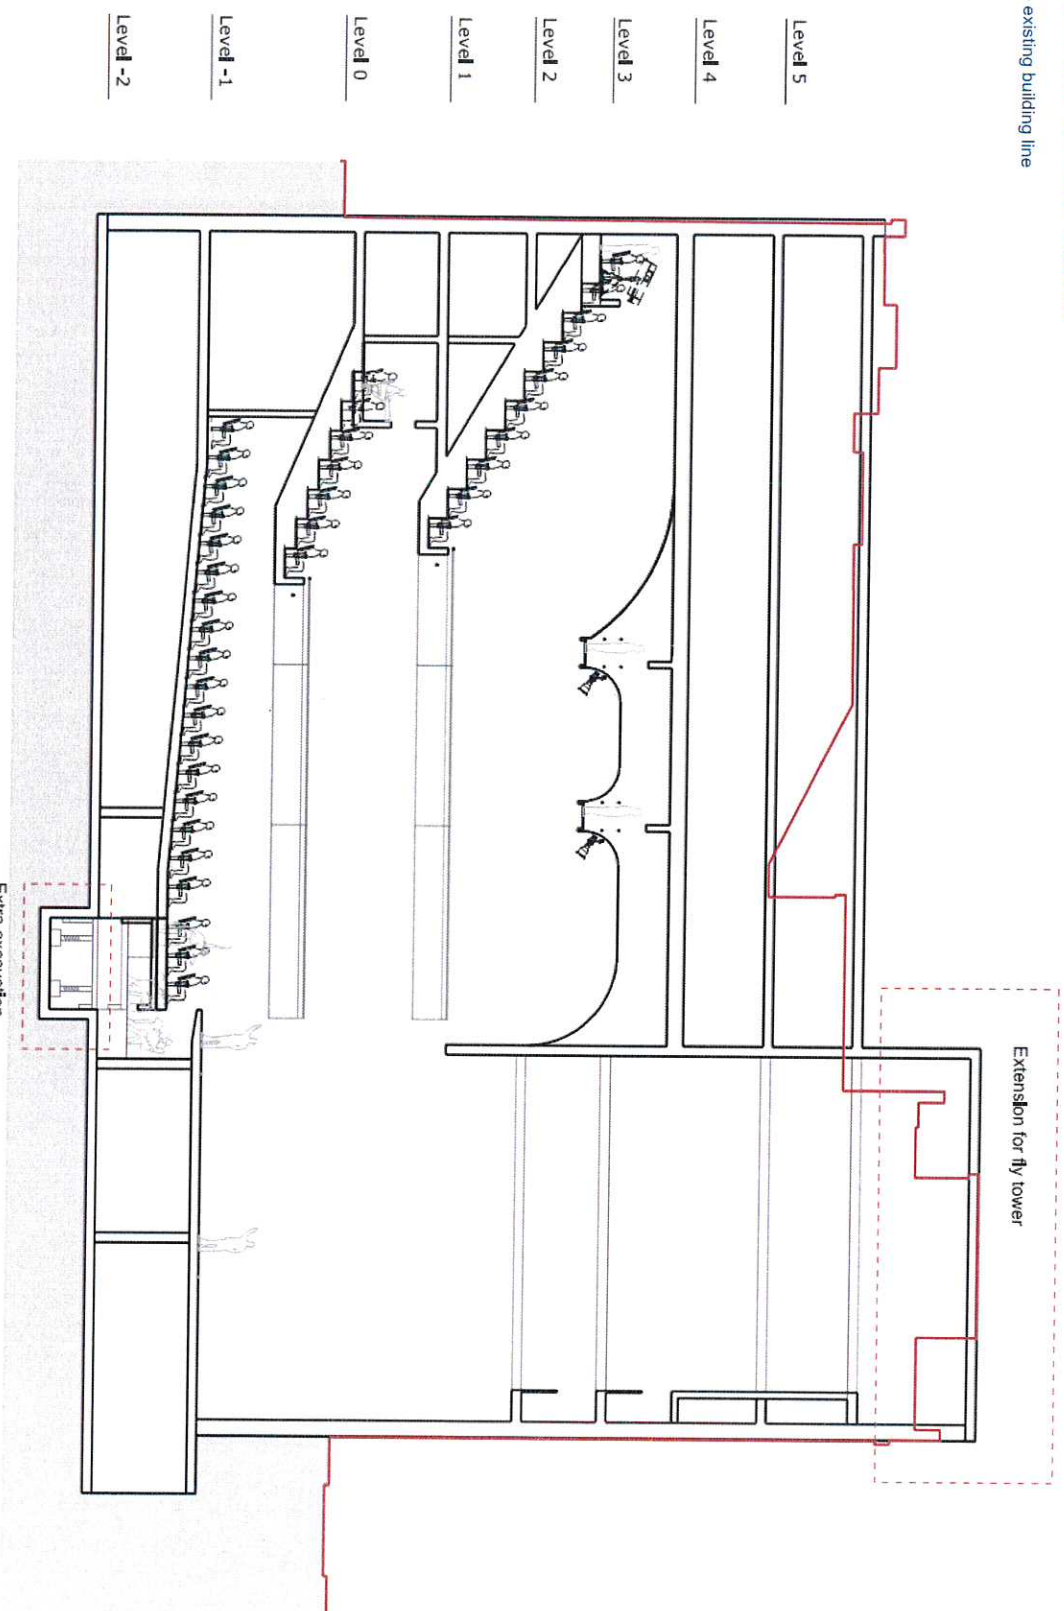 existing building line
Level 5
Level 4
Level 3
Level 2
Level 1
Level 0
Level -1
Level -2
Extension for fly tower